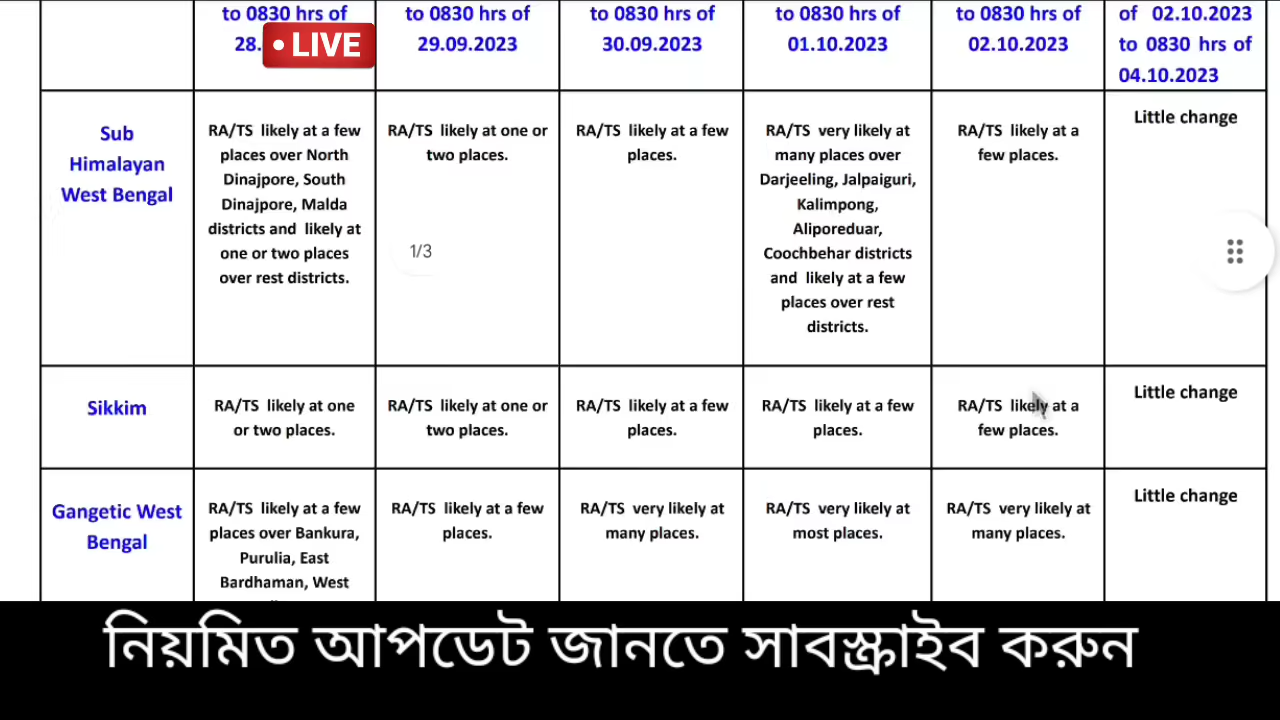 to 0830 hrs of
28.
to 0830 hrs of
29.09.2023
to 0830 hrs of
30.09.2023
to 0830 hrs of
01.10.2023
to 0830 hrs of
02.10.2023
of 02.10.2023
to 0830 hrs of
04.10.2023
• LIVE
Sub
Himalayan
West Bengal
RA/TS likely at a few
places over North
Dinajpore, South
Dinajpore, Malda
districts and likely at
one or two places
over rest districts.
RA/TS likely at one or
two places.
RA/TS likely at a few
places.
RA/TS very likely at
many places over
Darjeeling, Jalpaiguri,
Kalimpong,
Aliporeduar,
Coochbehar districts
and likely at a few
places over rest
districts.
RA/TS likely at a
few places.
Little change
1/3
Sikkim
RA/TS likely at one
or two places.
RA/TS likely at one or
two places.
RA/TS likely at a few
places.
RA/TS likely at a few
places.
RA/TS likely at a
few places.
Little change
Gangetic West
Bengal
RA/TS likely at a few
places over Bankura,
Purulia, East
Bardhaman, West
RA/TS likely at a few
places.
RA/TS very likely at
many places.
RA/TS very likely at
most places.
RA/TS very likely at
many places.
Little change
নিয়মিত আপডেট জানতে সাবস্ক্রাইব করুন